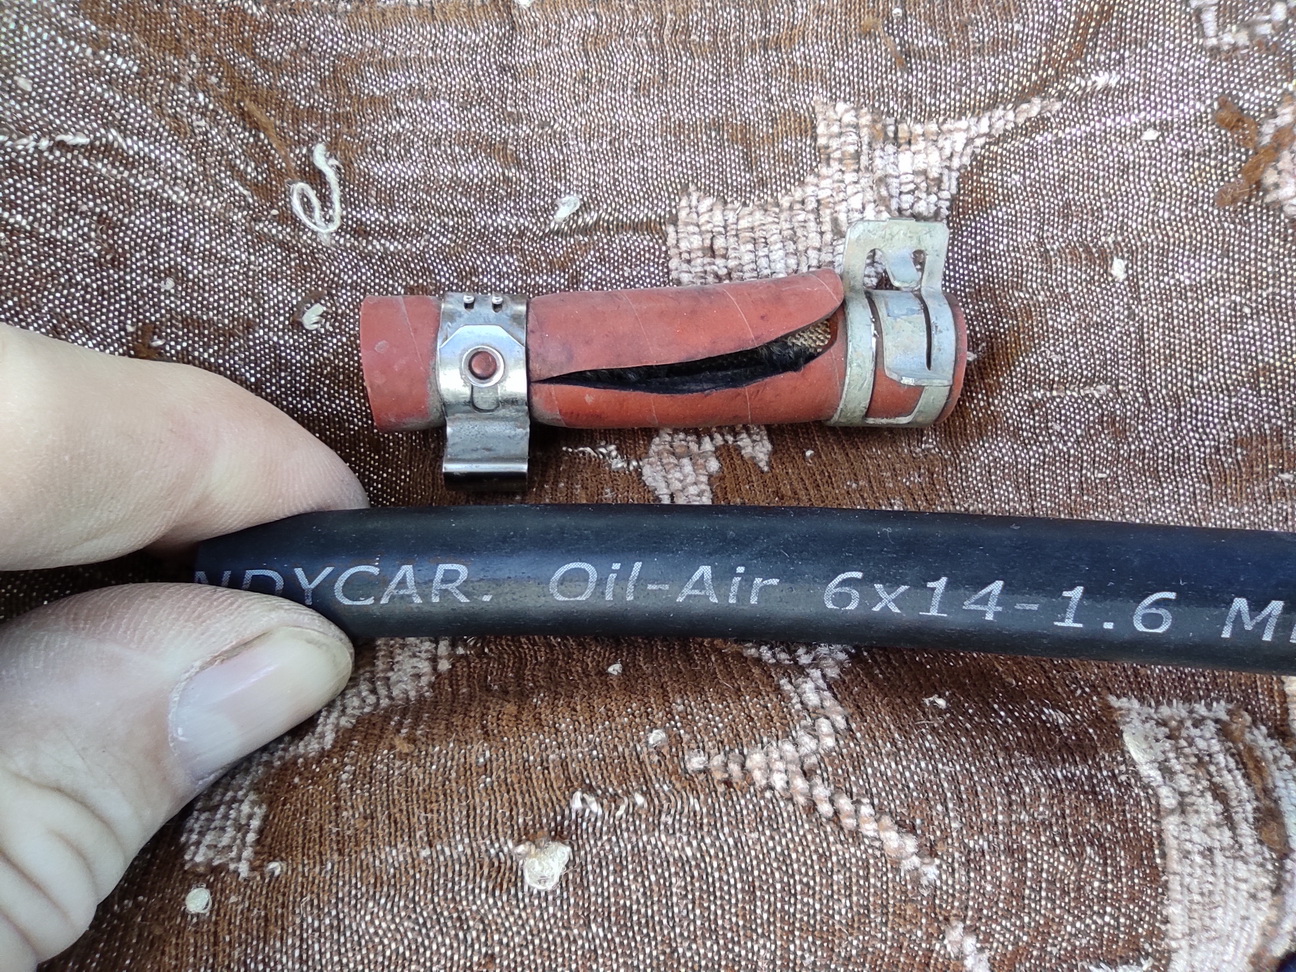 NDYCAR. Oil-Air 6x14-1.6 M